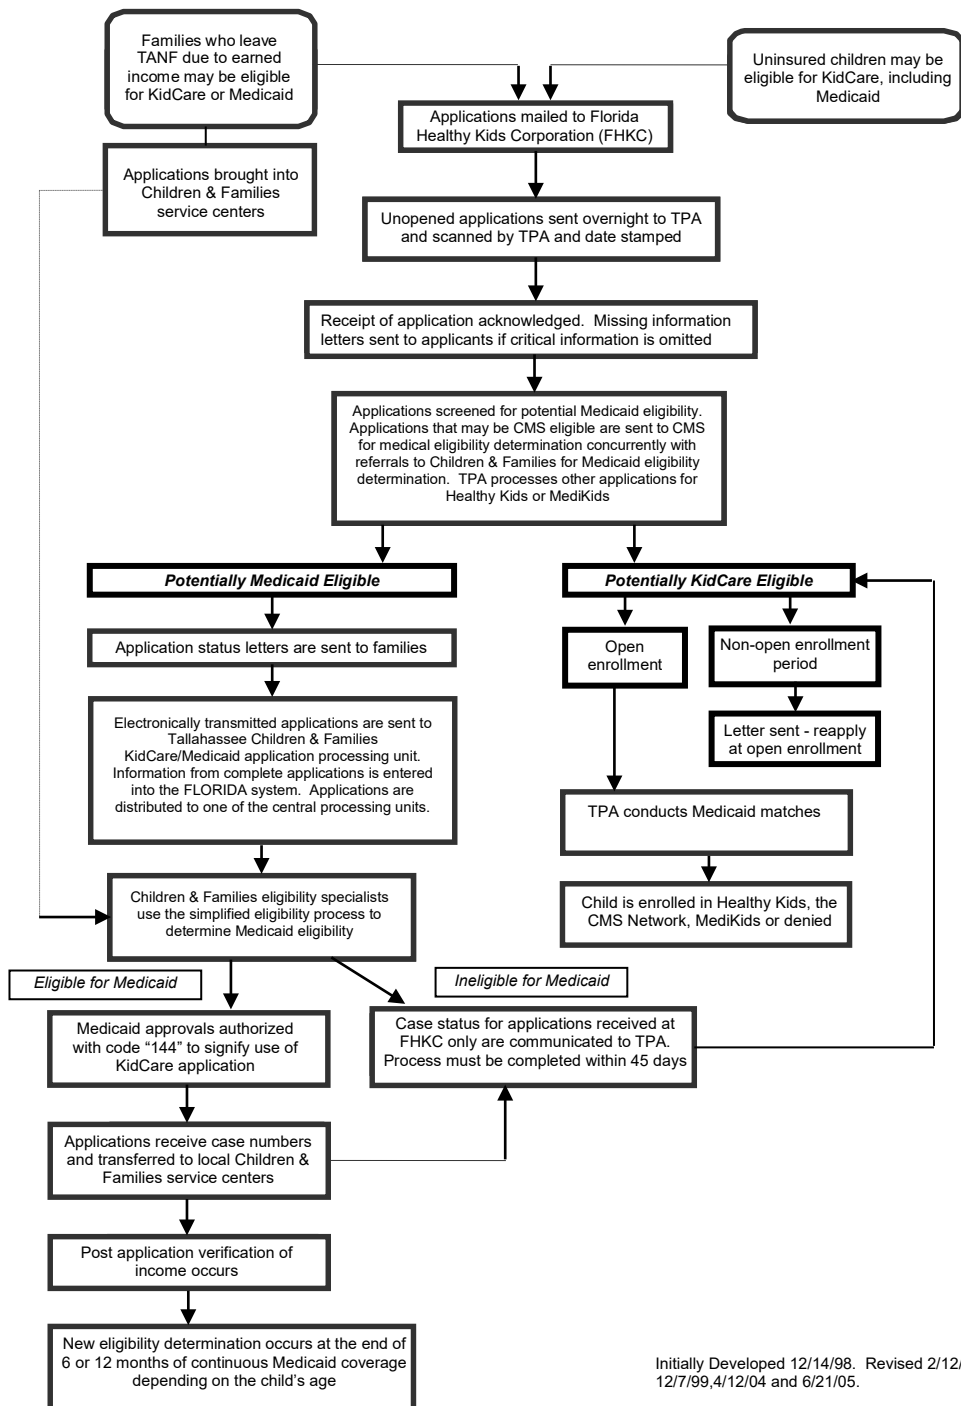 Families who leave
TANF due to earned
income may be eligible
for KidCare or Medicaid
Uninsured children may be
eligible for KidCare, including
Medicaid
Applications mailed to Florida
Healthy Kids Corporation (FHKC)
Applications brought into
Children & Families
service centers
Unopened applications sent overnight to TPA
and scanned by TPA and date stamped
Receipt of application acknowledged.  Missing information
letters sent to applicants if critical information is omitted
Applications screened for potential Medicaid eligibility.
Applications that may be CMS eligible are sent to CMS
for medical eligibility determination concurrently with
referrals to Children & Families for Medicaid eligibility
determination.  TPA processes other applications for
Healthy Kids or MediKids
Potentially Medicaid Eligible
Potentially KidCare Eligible
Application status letters are sent to families
Open
enrollment
Non-open enrollment
period
Letter sent - reapply
at open enrollment
Electronically transmitted applications are sent to
Tallahassee Children & Families
KidCare/Medicaid application processing unit.
Information from complete applications is entered
into the FLORIDA system.  Applications are
distributed to one of the central processing units.
TPA conducts Medicaid matches
Children & Families eligibility specialists
use the simplified eligibility process to
determine Medicaid eligibility
Child is enrolled in Healthy Kids, the
CMS Network, MediKids or denied
Eligible for Medicaid
Ineligible for Medicaid
Medicaid approvals authorized
with code “144” to signify use of
KidCare application
Case status for applications received at
FHKC only are communicated to TPA.
Process must be completed within 45 days
Applications receive case numbers
and transferred to local Children &
Families service centers
Post application verification of
income occurs
New eligibility determination occurs at the end of
6 or 12 months of continuous Medicaid coverage
depending on the child’s age
Initially Developed 12/14/98.  Revised 2/12/
12/7/99,4/12/04 and 6/21/05.